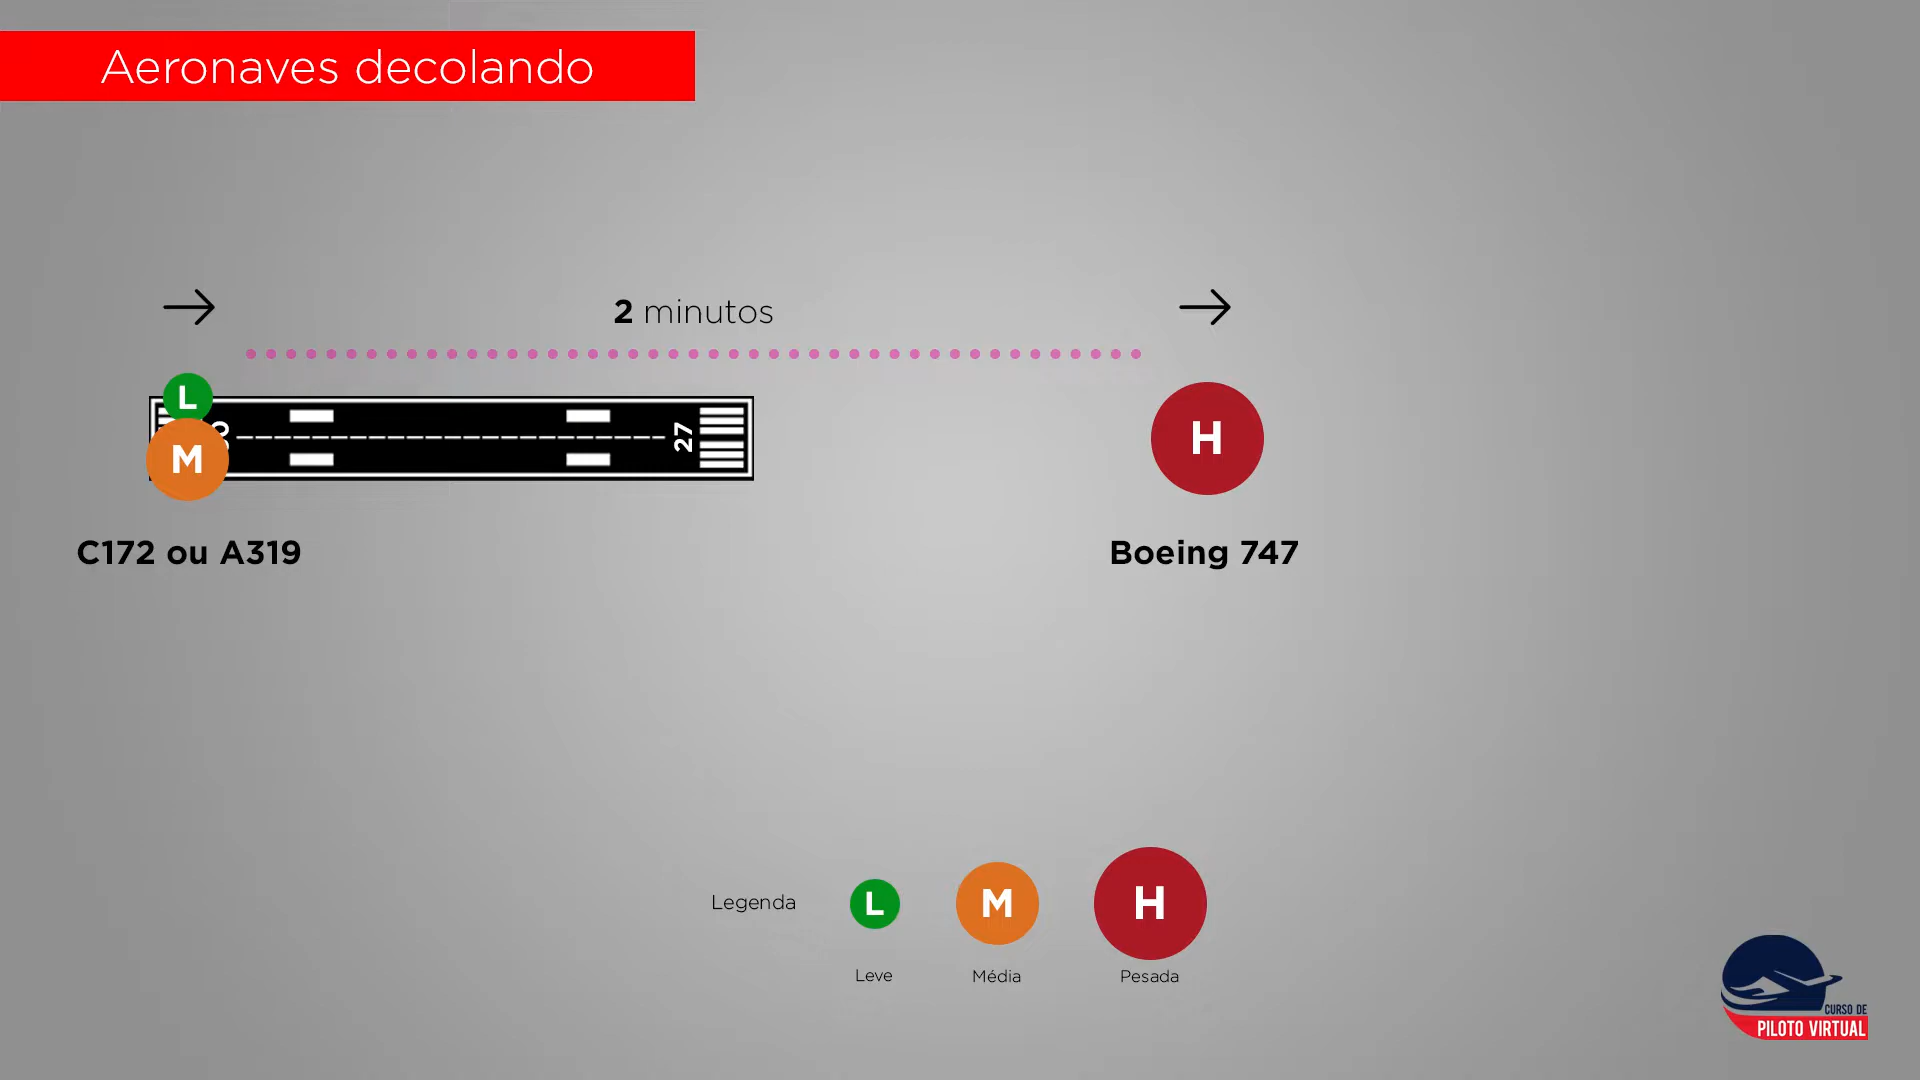 Aeronaves decolando
2 minutos
L
M
27
H
C172 ou A319
Boeing 747
Legenda
L
M
H
Leve
Média
Pesada
CURSO DE
PILOTO VIRTUAL